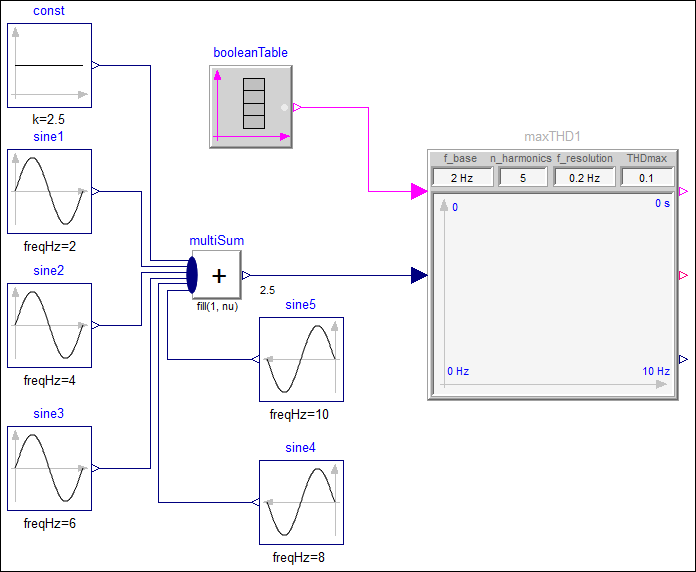 const
k=2.5
sine1
freqHz=2
sine2
freqHz=4
sine3
freqHz=6
booleanTable
multiSum
+
fill(1, nu)
2.5
sine5
freqHz=10
sine4
freqHz=8
maxTHD1
f_base n_harmonics f_resolution THDmax
2 Hz 5 0.2 Hz 0.1
0 0 s
0 Hz 10 Hz